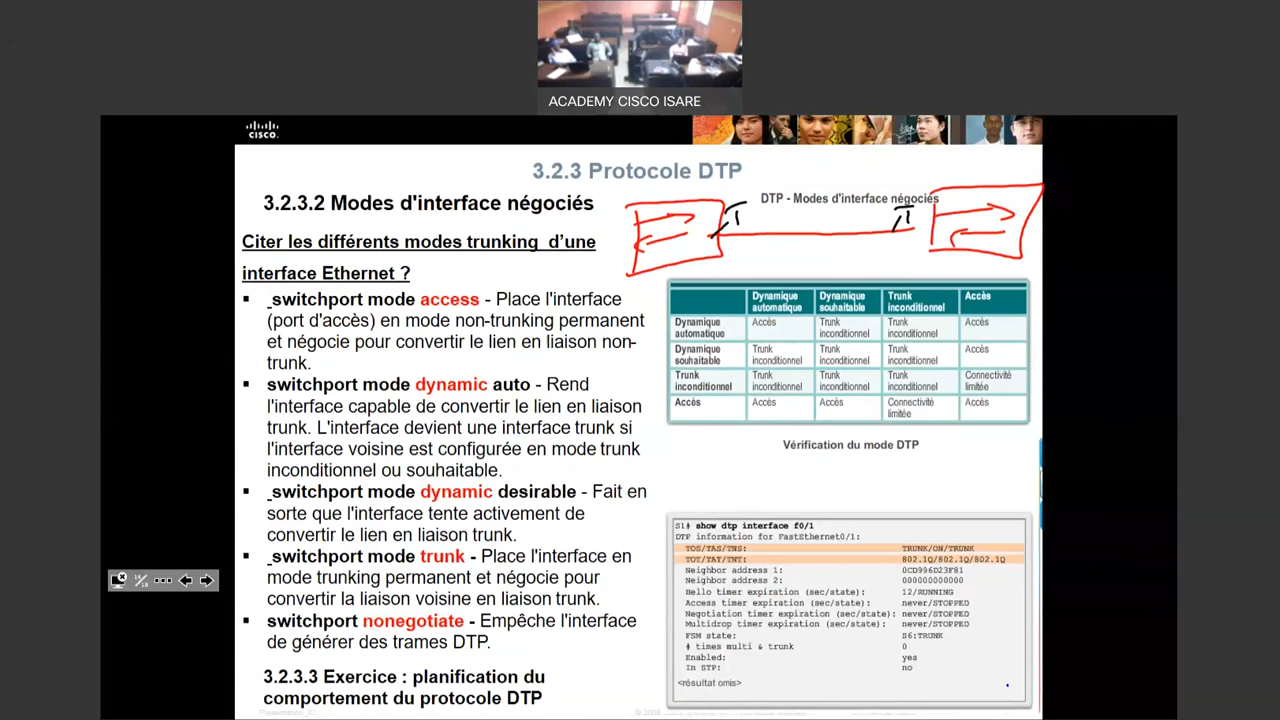 ACADEMY CISCO ISARE
CISCO.
3.2.3 Protocole DTP
3.2.3.2 Modes d'interface négociés
Citer les différents modes trunking d'une
interface Ethernet ?
▪ _switchport mode access - Place l'interface
(port d'accès) en mode non-trunking permanent
et négocie pour convertir le lien en liaison non-
trunk.
▪ switchport mode dynamic auto - Rend
l'interface capable de convertir le lien en liaison
trunk. L'interface devient une interface trunk si
l'interface voisine est configurée en mode trunk
inconditionnel ou souhaitable.
▪ _switchport mode dynamic desirable - Fait en
sorte que l'interface tente activement de
convertir le lien en liaison trunk.
▪ _switchport mode trunk - Place l'interface en
mode trunking permanent et négocie pour
convertir la liaison voisine en liaison trunk.
▪ switchport nonegotiate - Empêche l'interface
de générer des trames DTP.
3.2.3.3 Exercice : planification du
comportement du protocole DTP
DTP - Modes d'interface négociés
T T
Dynamique automatique Dynamique souhaitable Trunk inconditionnel Accès
Dynamique automatique Accès Trunk inconditionnel Trunk inconditionnel Accès
Dynamique souhaitable Trunk inconditionnel Trunk inconditionnel Trunk inconditionnel Accès
Trunk inconditionnel Trunk inconditionnel Trunk inconditionnel Trunk inconditionnel Connectivité limitée
Accès Accès Accès Connectivité limitée Accès
Vérification du mode DTP
S1# show dtp interface f0/1
DTP information for FastEthernet0/1:
TOS/TAS/TNS: TRUNK/ON/TRUNK
TOT/TAT/TNT: 802.1Q/802.1Q/802.1Q
Neighbor address 1: 0CD996D23F81
Neighbor address 2: 000000000000
Hello timer expiration (sec/state): 12/RUNNING
Access timer expiration (sec/state): never/STOPPED
Negotiation timer expiration (sec/state): never/STOPPED
Multidrop timer expiration (sec/state): never/STOPPED
FSM state: S6:TRUNK
# times multi & trunk 0
Enabled: yes
In STP: no
<résultat omis>
Presentation_ID
© 2008